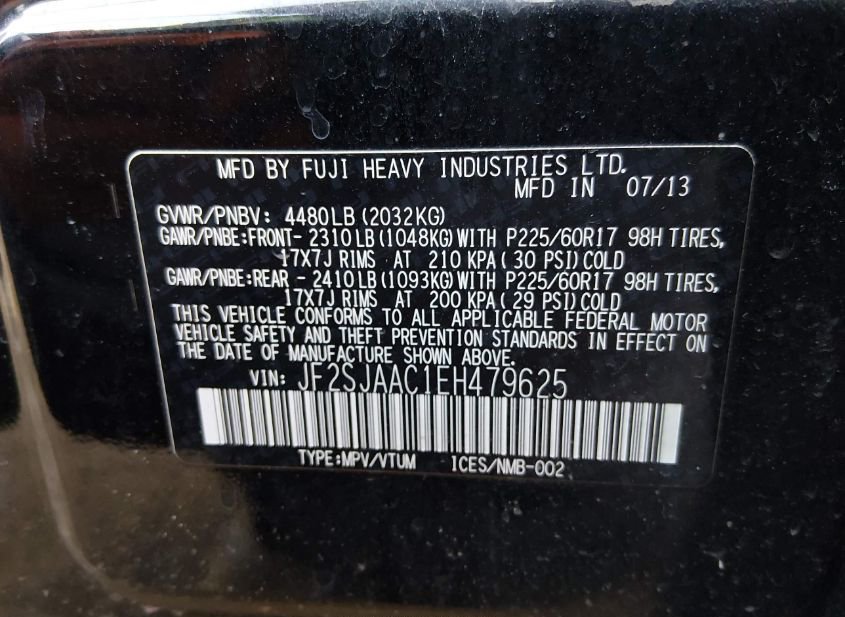 MFD BY FUJI HEAVY INDUSTRIES LTD.
MFD IN 07/13
GVWR/PNBV: 4480LB (2032KG)
GAWR/PNBE:FRONT- 2310LB (1048KG) WITH P225/60R17 98H TIRES,
17X7J RIMS AT 210 KPA ( 30 PSI) COLD
GAWR/PNBE:REAR - 2410LB (1093KG) WITH P225/60R17 98H TIRES,
17X7J RIMS AT 200 KPA ( 29 PSI) COLD
THIS VEHICLE CONFORMS TO ALL APPLICABLE FEDERAL MOTOR
VEHICLE SAFETY AND THEFT PREVENTION STANDARDS IN EFFECT ON
THE DATE OF MANUFACTURE SHOWN ABOVE.
VIN: JF2SJAAC1EH479625
TYPE:MPV/VTUM ICES/NMB-002